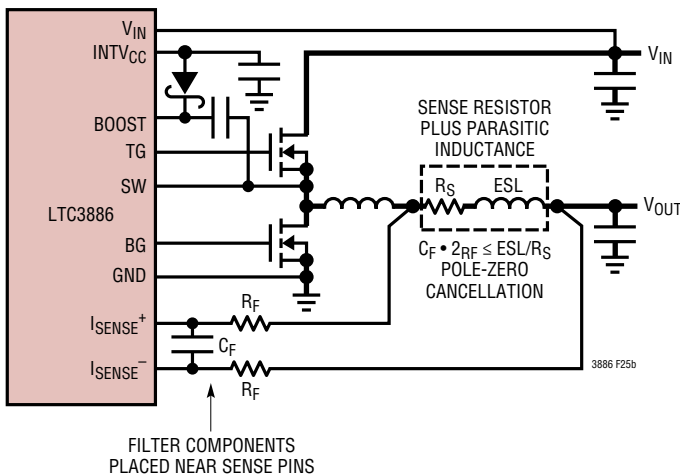 V_IN
INTV_CC
BOOST
TG
SW
LTC3886
BG
GND
I_SENSE^+
I_SENSE^–
R_F
C_F
R_F
FILTER COMPONENTS
PLACED NEAR SENSE PINS
SENSE RESISTOR
PLUS PARASITIC
INDUCTANCE
R_S
ESL
C_F • 2_RF ≤ ESL/R_S
POLE-ZERO
CANCELLATION
V_IN
V_OUT
3886 F25b